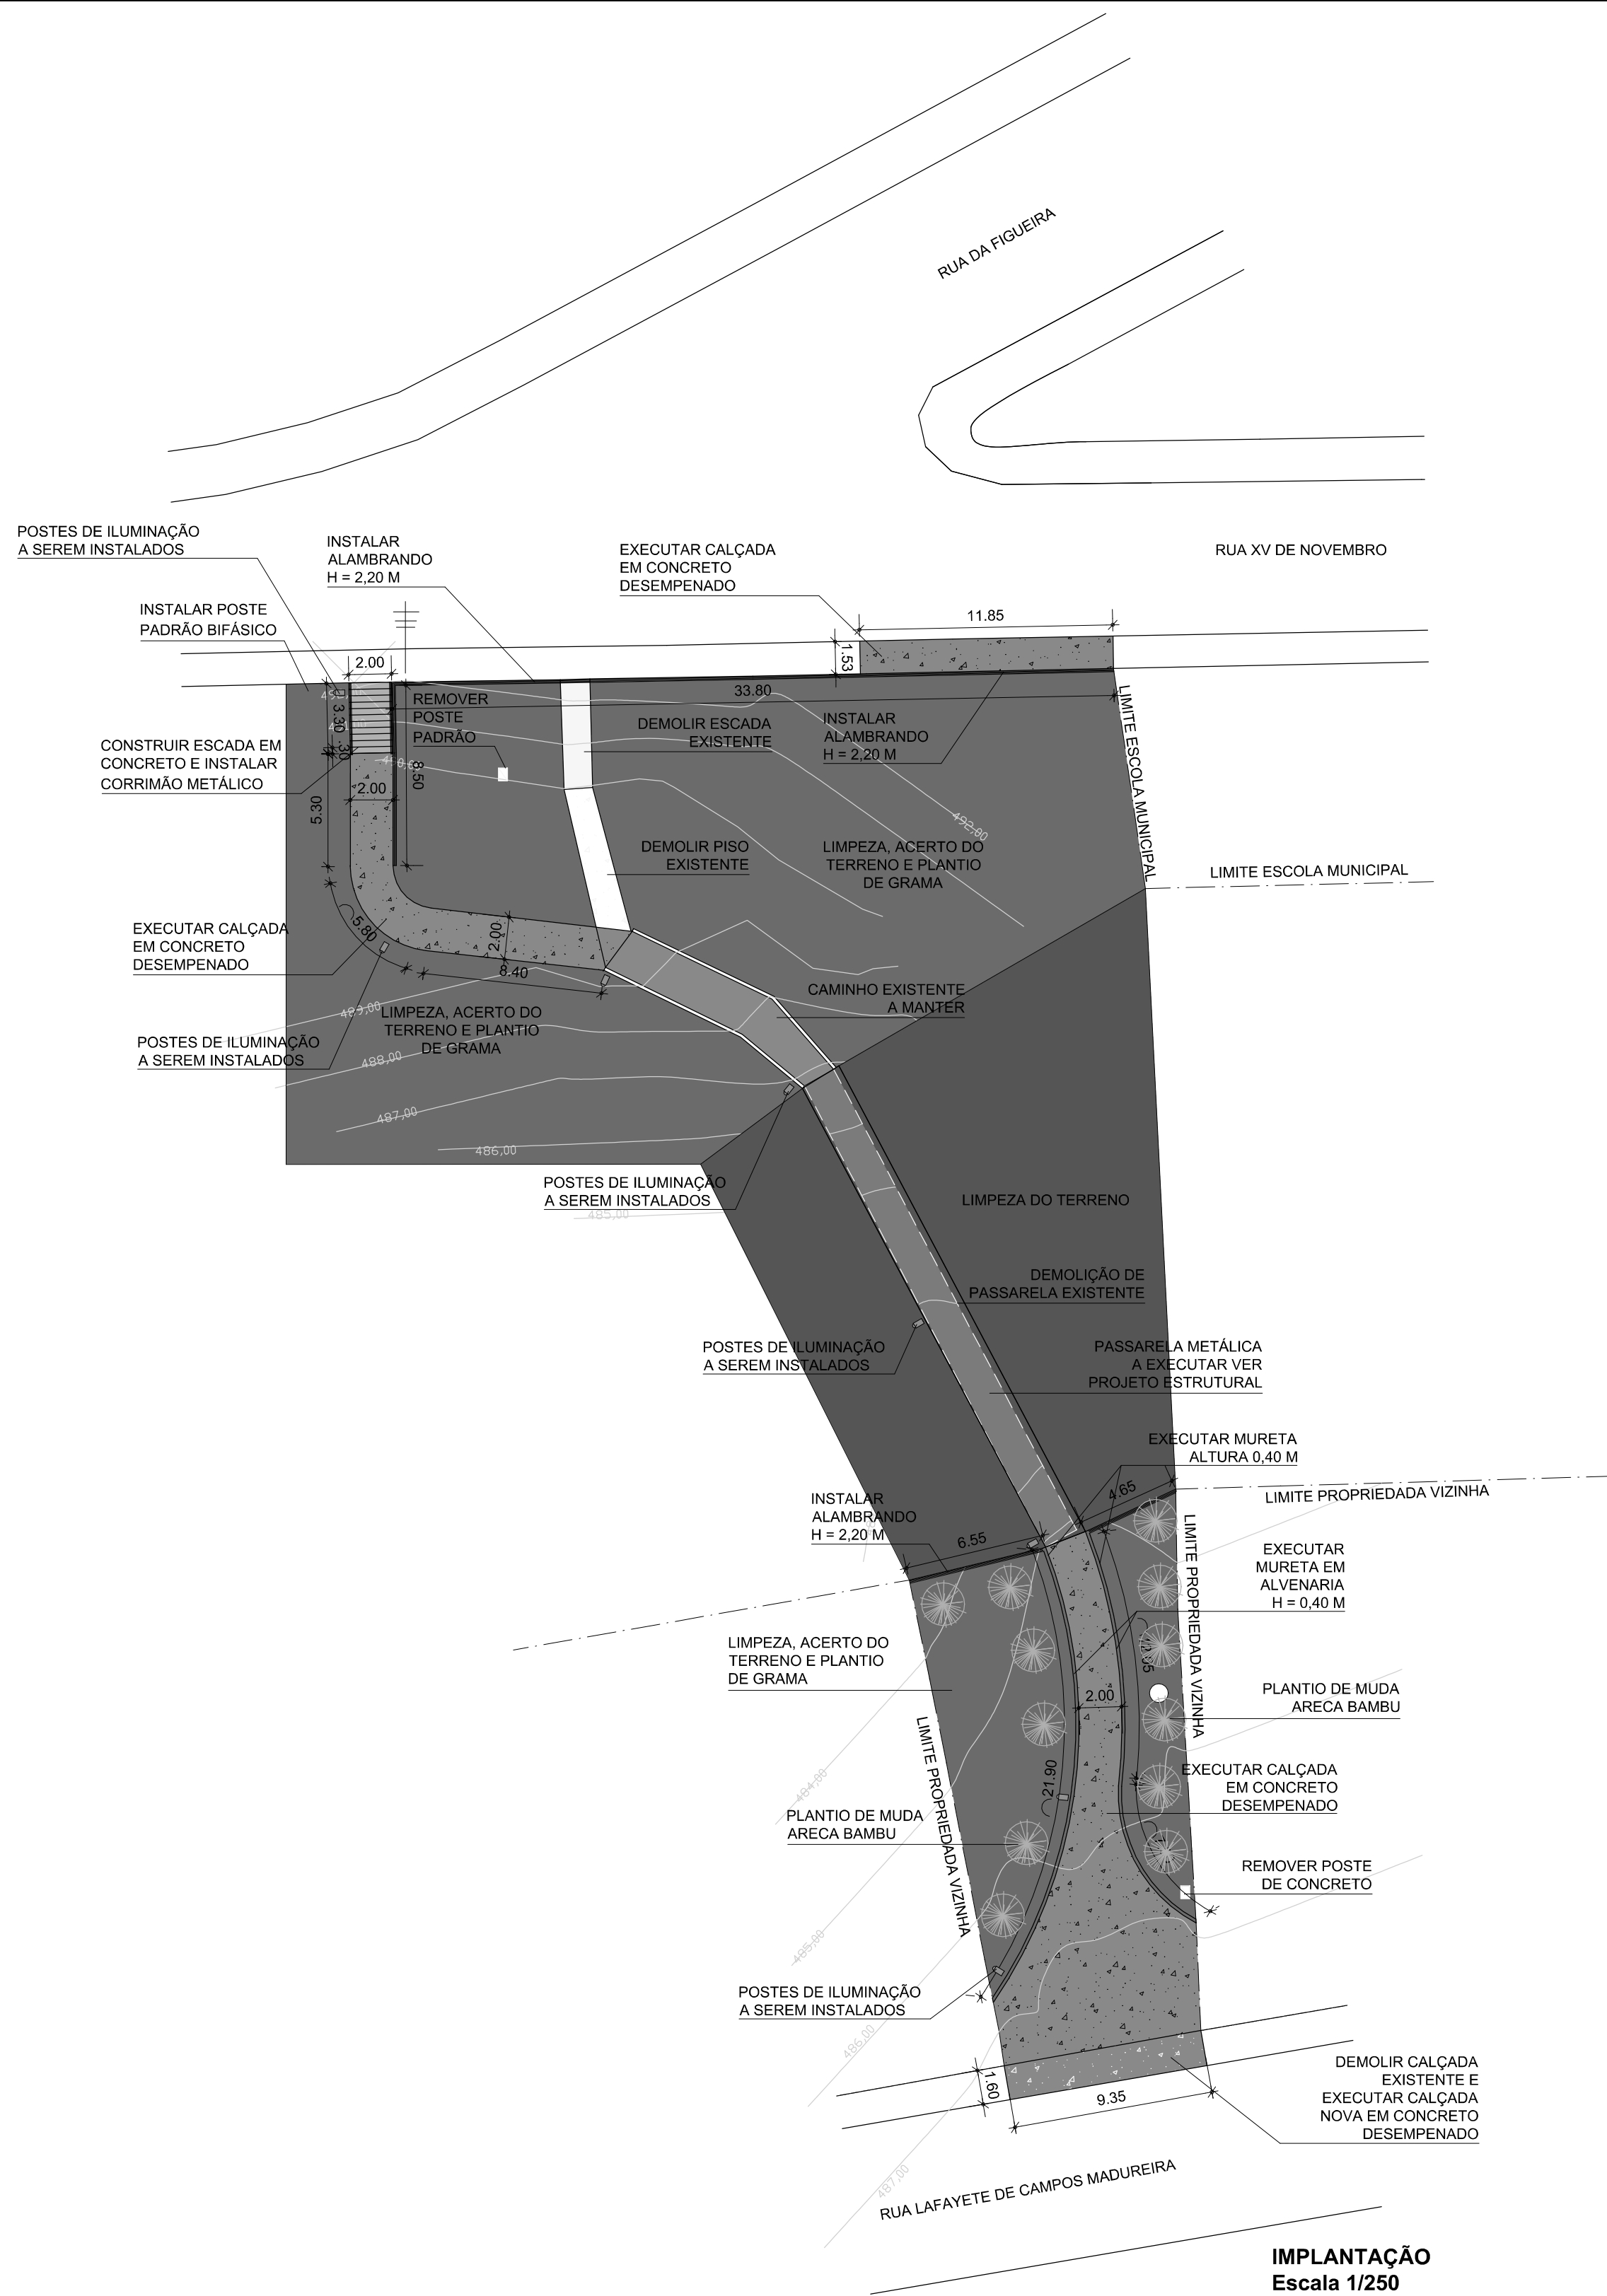 RUA DA FIGUEIRA
POSTES DE ILUMINAÇÃO
A SEREM INSTALADOS
INSTALAR
ALAMBRANDO
H = 2,20 M
EXECUTAR CALÇADA
EM CONCRETO
DESEMPENADO
RUA XV DE NOVEMBRO
INSTALAR POSTE
PADRÃO BIFÁSICO
11.85
1.53
2.00
33.80
REMOVER
POSTE
PADRÃO
DEMOLIR ESCADA
EXISTENTE
INSTALAR
ALAMBRANDO
H = 2,20 M
LIMITE ESCOLA MUNICIPAL
3.30
.30
CONSTRUIR ESCADA EM
CONCRETO E INSTALAR
CORRIMÃO METÁLICO
8.50
2.00
5.30
492,00
DEMOLIR PISO
EXISTENTE
LIMPEZA, ACERTO DO
TERRENO E PLANTIO
DE GRAMA
LIMITE ESCOLA MUNICIPAL
EXECUTAR CALÇADA
EM CONCRETO
DESEMPENADO
5.80
2.00
8.40
CAMINHO EXISTENTE
A MANTER
489,00
LIMPEZA, ACERTO DO
TERRENO E PLANTIO
DE GRAMA
POSTES DE ILUMINAÇÃO
A SEREM INSTALADOS
488,00
487,00
486,00
POSTES DE ILUMINAÇÃO
A SEREM INSTALADOS
485,00
LIMPEZA DO TERRENO
DEMOLIÇÃO DE
PASSARELA EXISTENTE
POSTES DE ILUMINAÇÃO
A SEREM INSTALADOS
PASSARELA METÁLICA
A EXECUTAR VER
PROJETO ESTRUTURAL
EXECUTAR MURETA
ALTURA 0,40 M
4.65
LIMITE PROPRIEDADA VIZINHA
INSTALAR
ALAMBRANDO
H = 2,20 M
6.55
LIMITE PROPRIEDADA VIZINHA
EXECUTAR
MURETA EM
ALVENARIA
H = 0,40 M
LIMPEZA, ACERTO DO
TERRENO E PLANTIO
DE GRAMA
2.00
PLANTIO DE MUDA
ARECA BAMBU
LIMITE PROPRIEDADA VIZINHA
21.90
484,00
EXECUTAR CALÇADA
EM CONCRETO
DESEMPENADO
PLANTIO DE MUDA
ARECA BAMBU
REMOVER POSTE
DE CONCRETO
485,00
POSTES DE ILUMINAÇÃO
A SEREM INSTALADOS
486,00
1.60
9.35
DEMOLIR CALÇADA
EXISTENTE E
EXECUTAR CALÇADA
NOVA EM CONCRETO
DESEMPENADO
487,00
RUA LAFAYETE DE CAMPOS MADUREIRA
IMPLANTAÇÃO
Escala 1/250